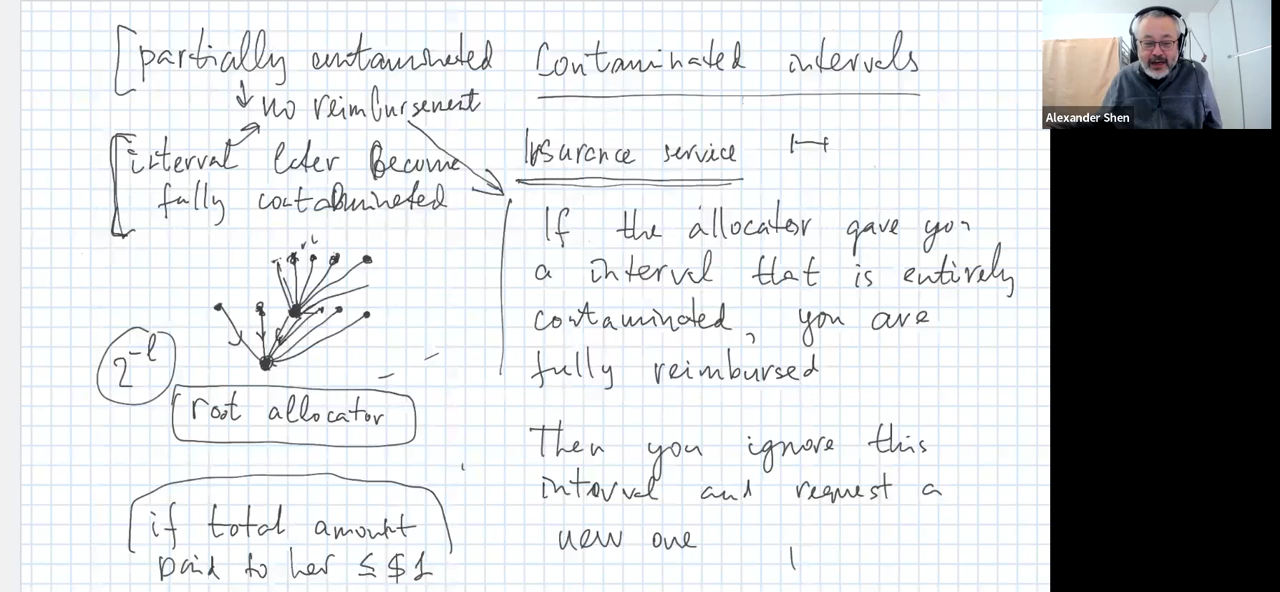 partially contaminated
no reimbursement
interval later become
fully contaminated
2^-l
root allocator
if total amount
paid to her ≤ $1
Contaminated intervals
Insurance service
If the allocator gave you
a interval that is entirely
contaminated, you are
fully reimbursed
Then you ignore this
interval and request a
new one
Alexander Shen